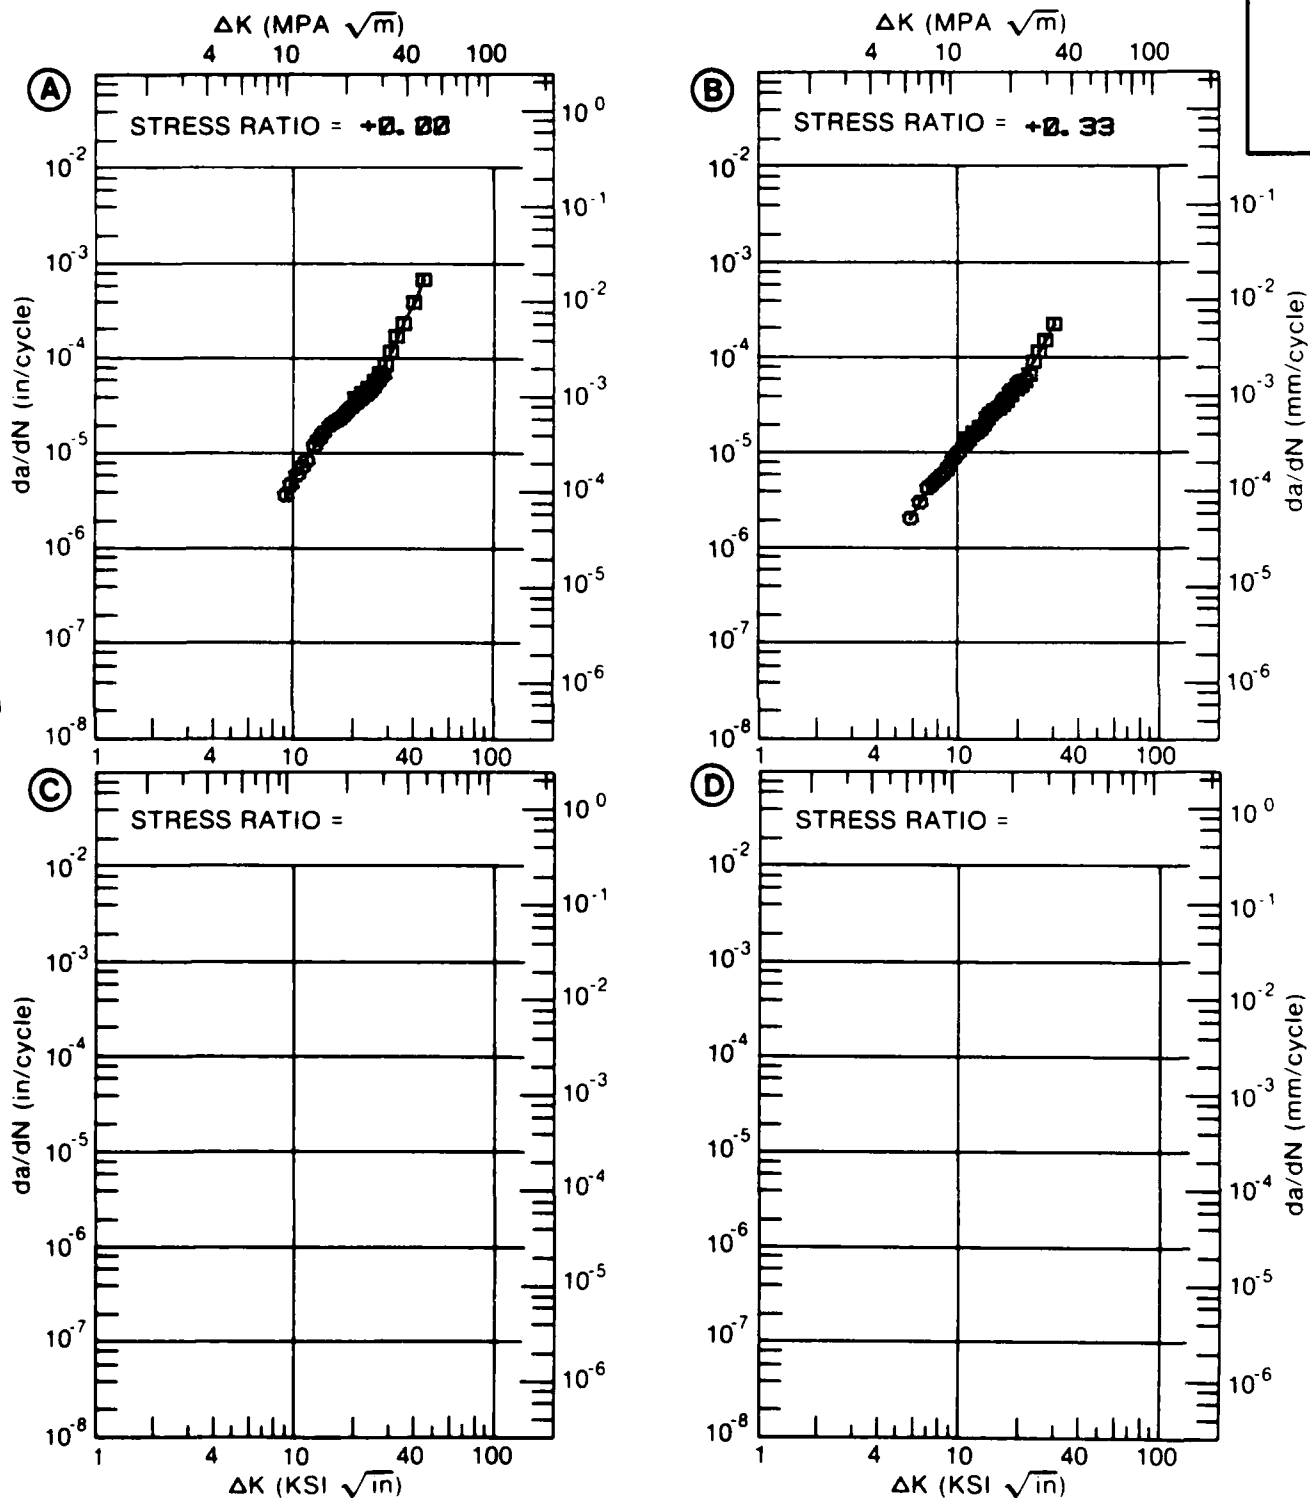 ΔK (MPA √m)
4 10 40 100
ΔK (MPA √m)
4 10 40 100
A
STRESS RATIO = +0.00
B
STRESS RATIO = +0.33
da/dN (in/cycle)
10⁻²
10⁻³
10⁻⁴
10⁻⁵
10⁻⁶
10⁻⁷
10⁻⁸
10⁰
10⁻¹
10⁻²
10⁻³
10⁻⁴
10⁻⁵
10⁻⁶
1 4 10 40 100
10⁻²
10⁻³
10⁻⁴
10⁻⁵
10⁻⁶
10⁻⁷
10⁻⁸
10⁻¹
10⁻²
10⁻³
10⁻⁴
10⁻⁵
10⁻⁶
da/dN (mm/cycle)
1 4 10 40 100
C
STRESS RATIO =
D
STRESS RATIO =
da/dN (in/cycle)
10⁻²
10⁻³
10⁻⁴
10⁻⁵
10⁻⁶
10⁻⁷
10⁻⁸
10⁰
10⁻¹
10⁻²
10⁻³
10⁻⁴
10⁻⁵
10⁻⁶
1 4 10 40 100
ΔK (KSI √in)
10⁻²
10⁻³
10⁻⁴
10⁻⁵
10⁻⁶
10⁻⁷
10⁻⁸
10⁰
10⁻¹
10⁻²
10⁻³
10⁻⁴
10⁻⁵
10⁻⁶
da/dN (mm/cycle)
1 4 10 40 100
ΔK (KSI √in)